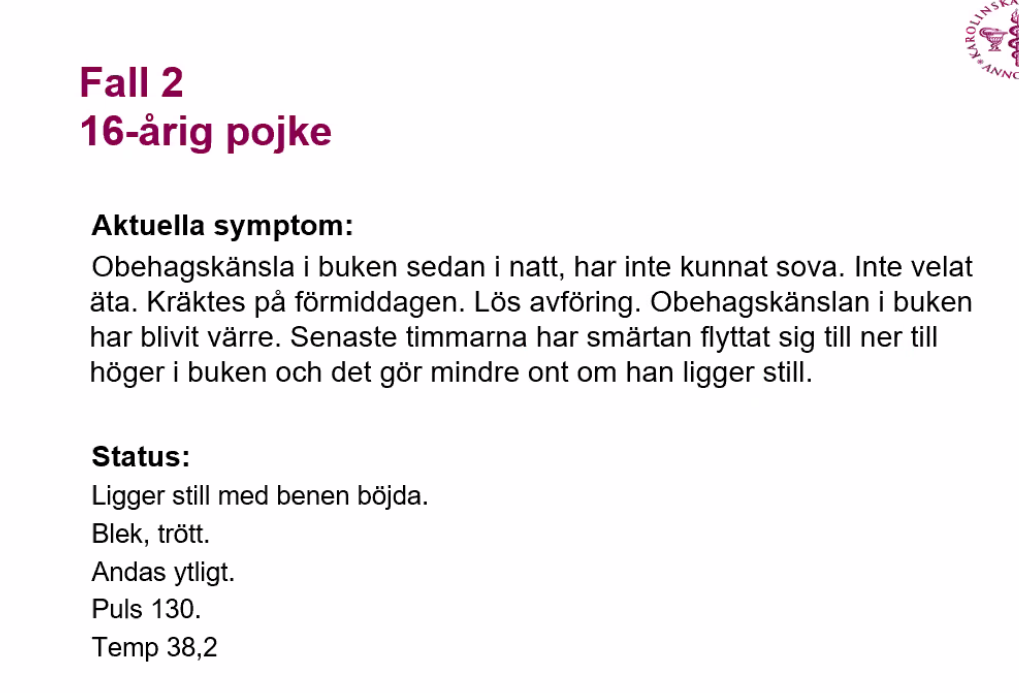 KAROLINSKA
ANNO
Fall 2
16-årig pojke
Aktuella symptom:
Obehagskänsla i buken sedan i natt, har inte kunnat sova. Inte velat
äta. Kräktes på förmiddagen. Lös avföring. Obehagskänslan i buken
har blivit värre. Senaste timmarna har smärtan flyttat sig till ner till
höger i buken och det gör mindre ont om han ligger still.
Status:
Ligger still med benen böjda.
Blek, trött.
Andas ytligt.
Puls 130.
Temp 38,2